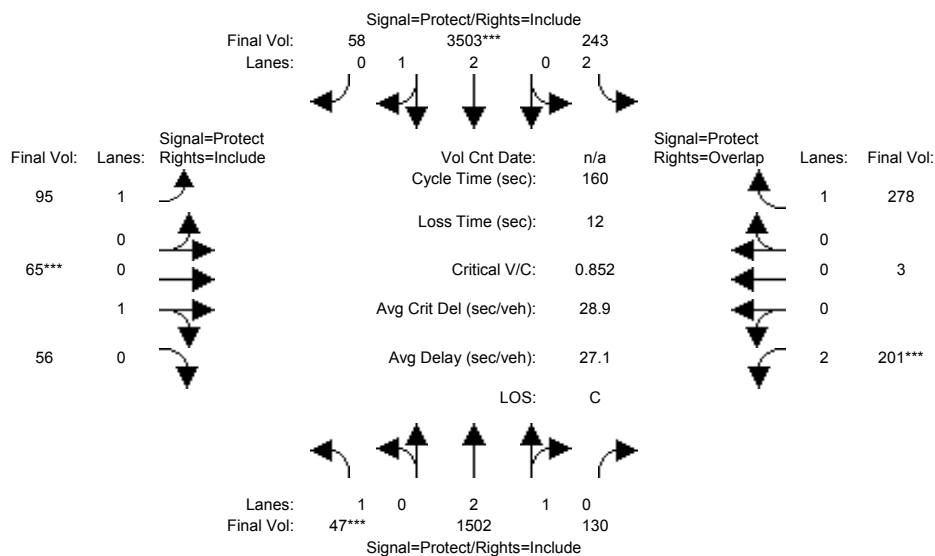 Signal=Protect/Rights=Include
Final Vol: 58 3503*** 243
Lanes: 0 1 2 0 2
Signal=Protect
Final Vol: Lanes: Rights=Include
Vol Cnt Date: n/a
Signal=Protect
Rights=Overlap Lanes: Final Vol:
Cycle Time (sec): 160
95 1
1 278
Loss Time (sec): 12
0
0
65*** 0
Critical V/C: 0.852
0 3
1
Avg Crit Del (sec/veh): 28.9
0
56 0
Avg Delay (sec/veh): 27.1
2 201***
LOS: C
Lanes: 1 0 2 1 0
Final Vol: 47*** 1502 130
Signal=Protect/Rights=Include